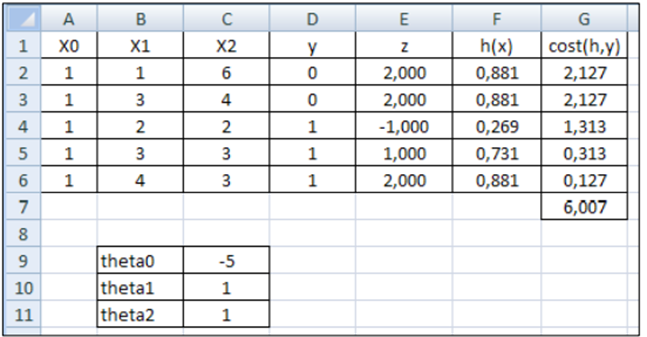 A B C D E F G
1 X0 X1 X2 y z h(x) cost(h,y)
2 1 1 6 0 2,000 0,881 2,127
3 1 3 4 0 2,000 0,881 2,127
4 1 2 2 1 -1,000 0,269 1,313
5 1 3 3 1 1,000 0,731 0,313
6 1 4 3 1 2,000 0,881 0,127
7 6,007
8
9 theta0 -5
10 theta1 1
11 theta2 1